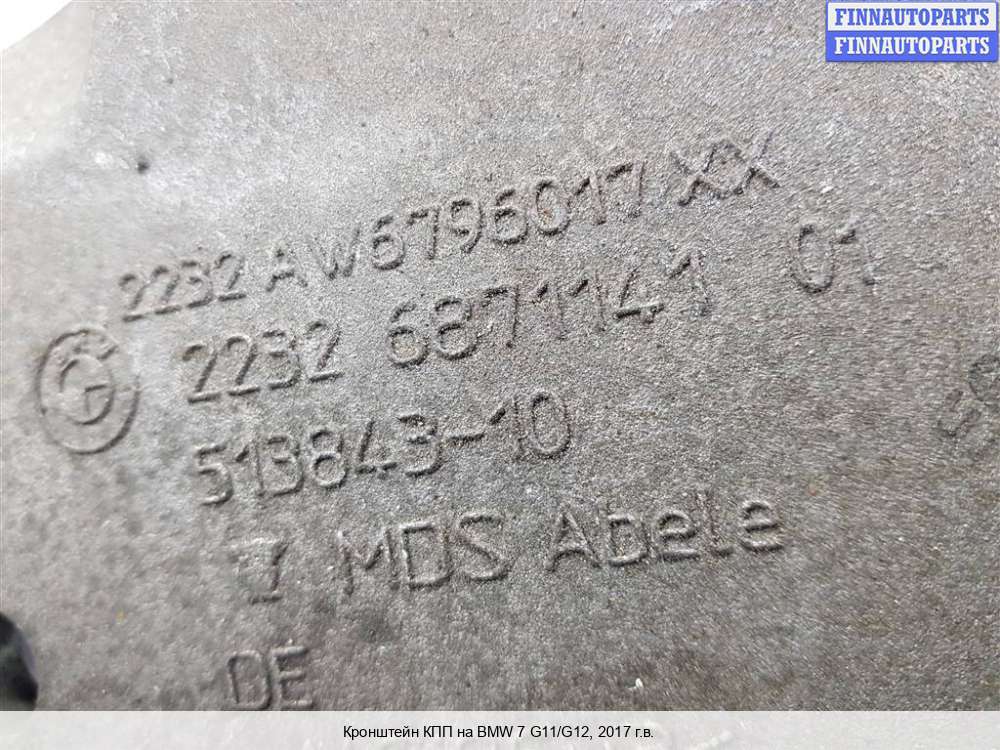 FINNAUTOPARTS
FINNAUTOPARTS
2232 AW6796017 XX
2232 6871141 01
513843-10
MDS Abele
DE
Кронштейн КПП на BMW 7 G11/G12, 2017 г.в.